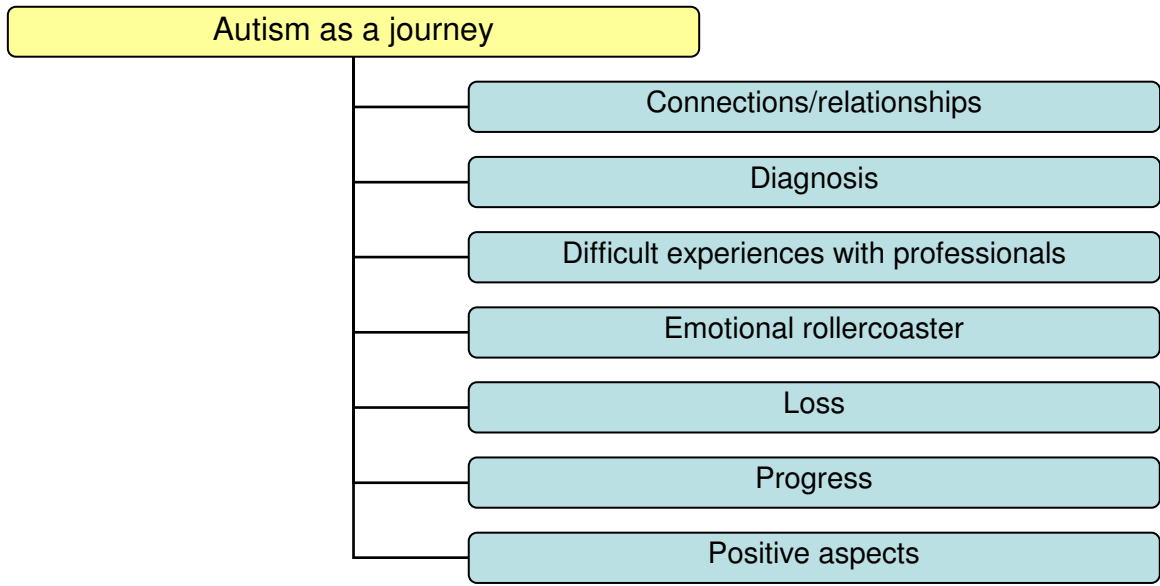 Autism as a journey
Connections/relationships
Diagnosis
Difficult experiences with professionals
Emotional rollercoaster
Loss
Progress
Positive aspects